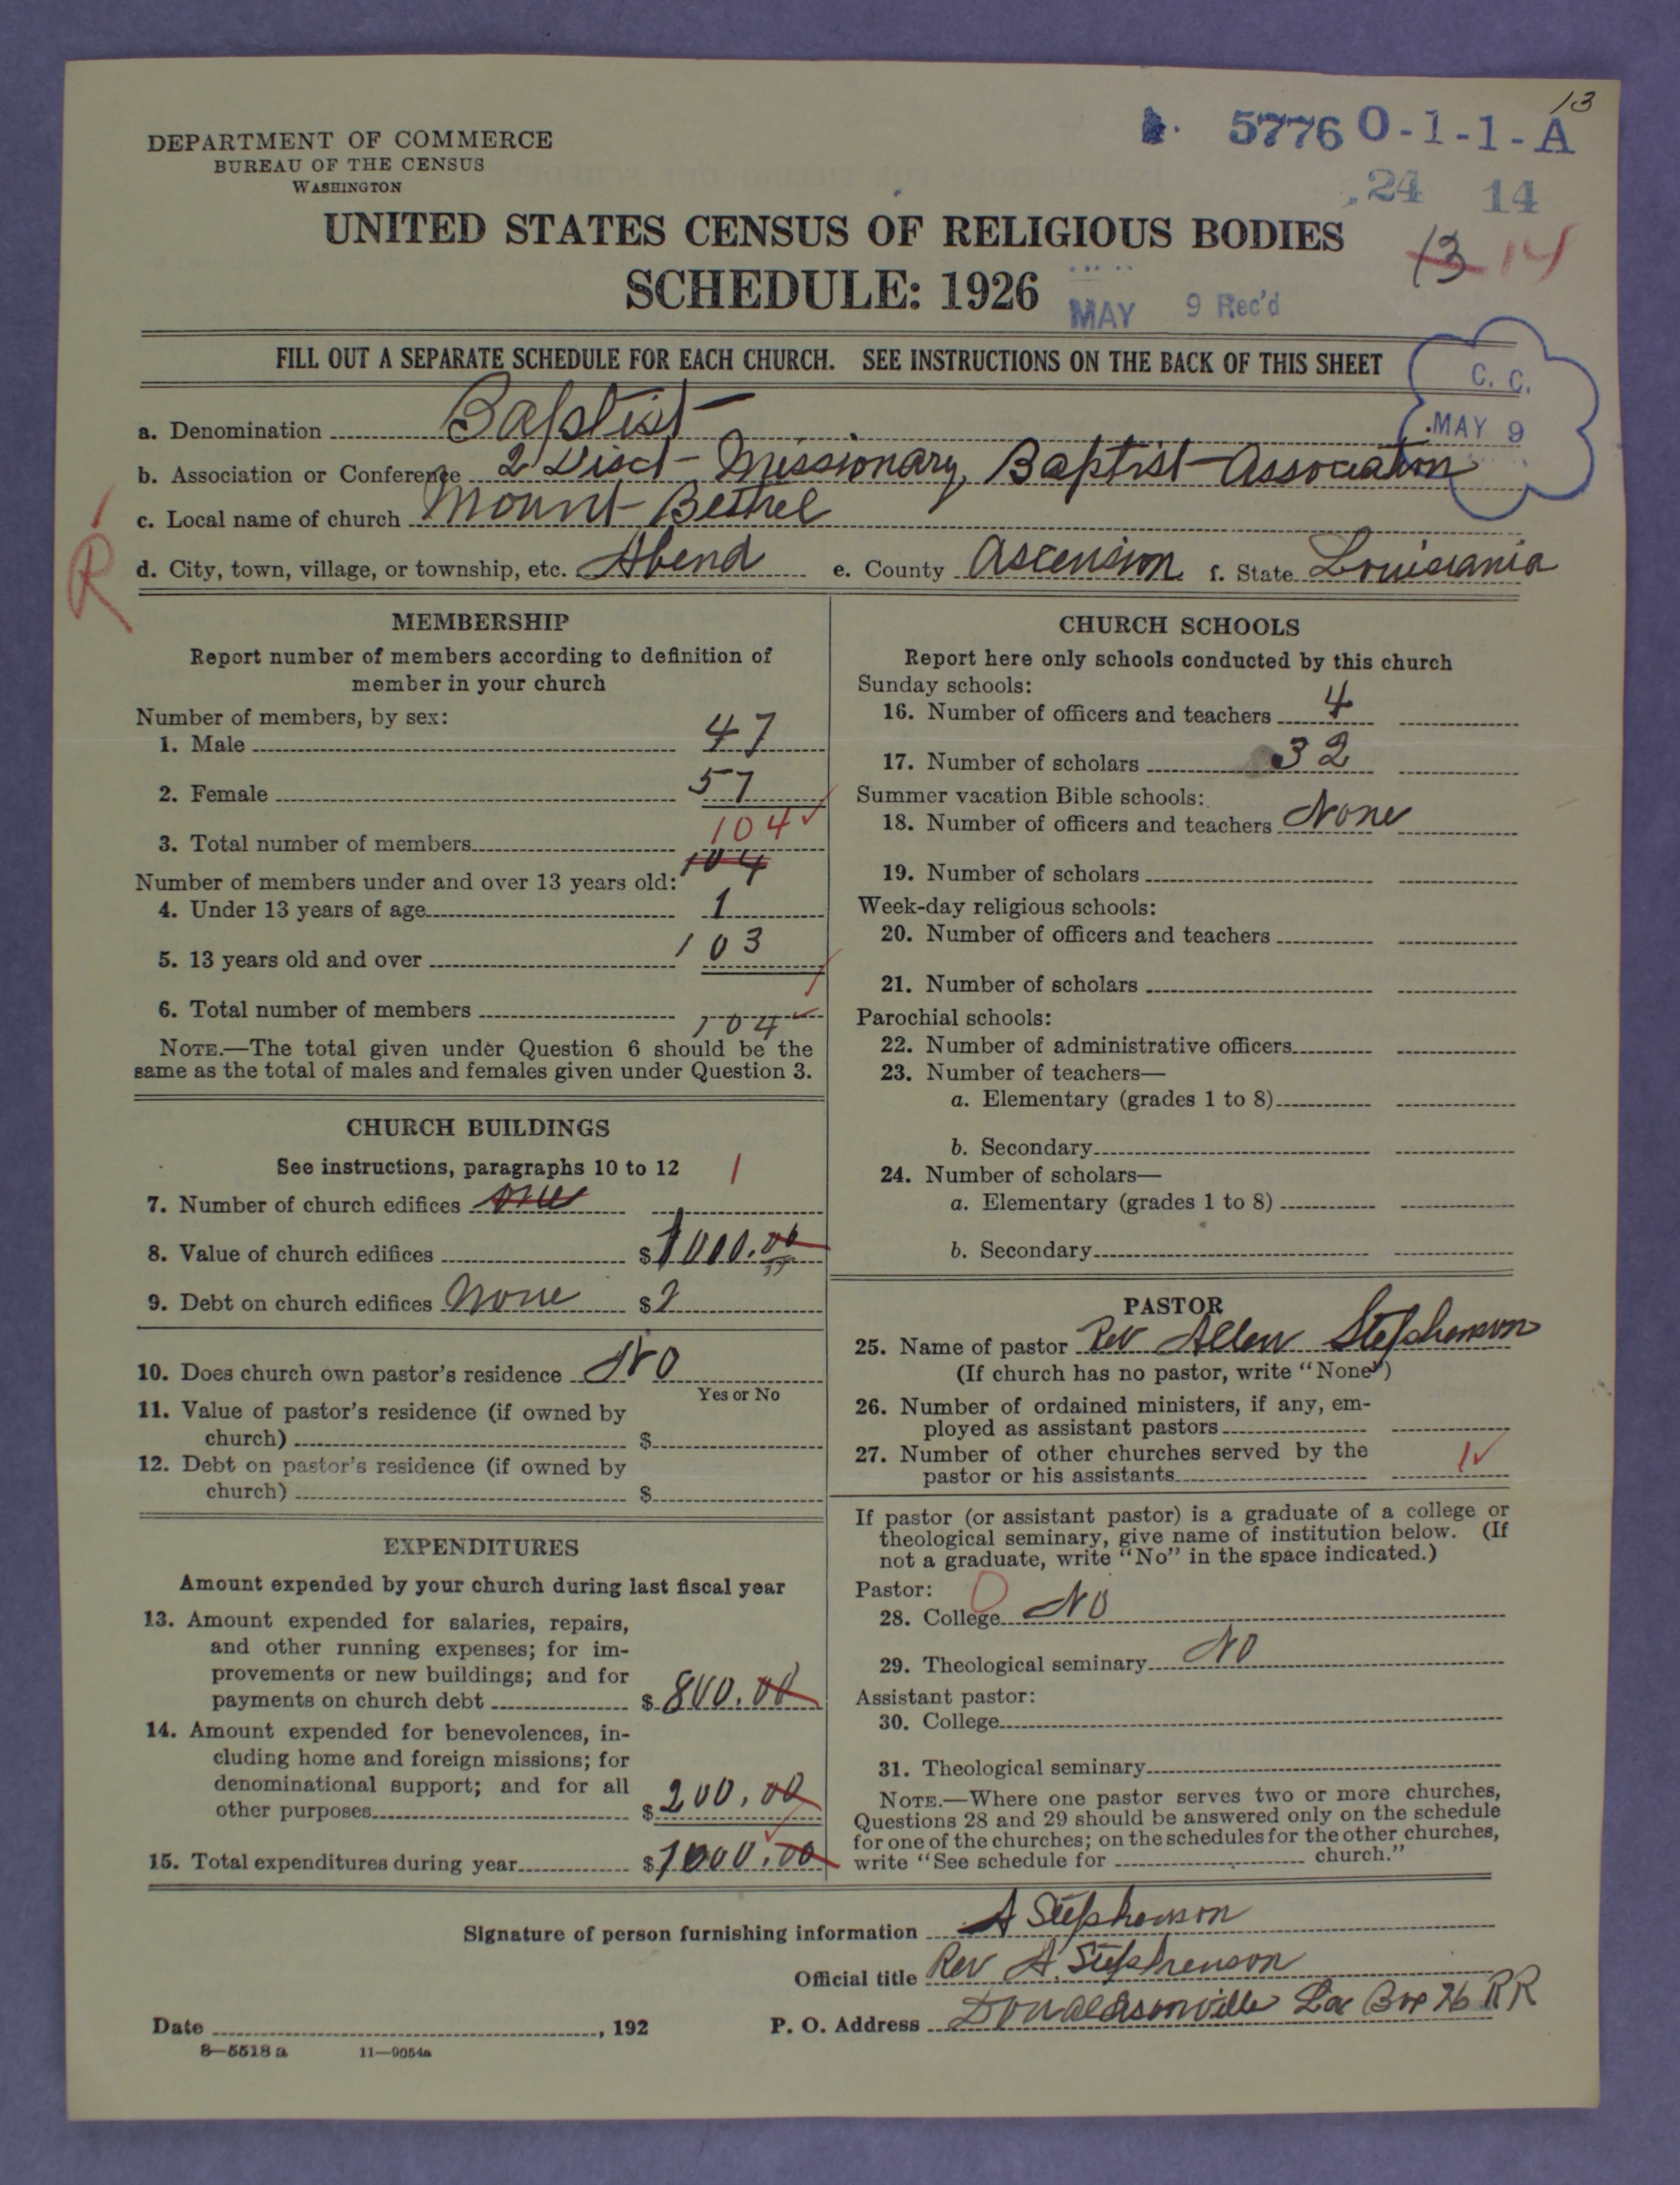 13
5776 0-1-1-A
24 14
DEPARTMENT OF COMMERCE
BUREAU OF THE CENSUS
WASHINGTON
UNITED STATES CENSUS OF RELIGIOUS BODIES
13 14
SCHEDULE: 1926
MAY 9 Rec'd
FILL OUT A SEPARATE SCHEDULE FOR EACH CHURCH. SEE INSTRUCTIONS ON THE BACK OF THIS SHEET
C. C.
MAY 9
a. Denomination Baptist
b. Association or Conference 2 Dist- Missionary, Baptist Association
c. Local name of church Mount Bethel
R
d. City, town, village, or township, etc. Abend e. County Ascension f. State Louisiania
MEMBERSHIP
Report number of members according to definition of
member in your church
Number of members, by sex:
1. Male 47
2. Female 57
3. Total number of members 104
104
Number of members under and over 13 years old:
4. Under 13 years of age 1
5. 13 years old and over 103
6. Total number of members 104
NOTE.—The total given under Question 6 should be the
same as the total of males and females given under Question 3.
CHURCH BUILDINGS
See instructions, paragraphs 10 to 12 1
7. Number of church edifices one
8. Value of church edifices $1000.00
9. Debt on church edifices None $
10. Does church own pastor's residence No
Yes or No
11. Value of pastor's residence (if owned by
church) $
12. Debt on pastor's residence (if owned by
church) $
EXPENDITURES
Amount expended by your church during last fiscal year
13. Amount expended for salaries, repairs,
and other running expenses; for im-
provements or new buildings; and for
payments on church debt $ 800.00
14. Amount expended for benevolences, in-
cluding home and foreign missions; for
denominational support; and for all
other purposes $ 200.00
15. Total expenditures during year $1000.00
CHURCH SCHOOLS
Report here only schools conducted by this church
Sunday schools:
16. Number of officers and teachers 4
17. Number of scholars 32
Summer vacation Bible schools:
18. Number of officers and teachers None
19. Number of scholars
Week-day religious schools:
20. Number of officers and teachers
21. Number of scholars
Parochial schools:
22. Number of administrative officers
23. Number of teachers—
a. Elementary (grades 1 to 8)
b. Secondary
24. Number of scholars—
a. Elementary (grades 1 to 8)
b. Secondary
PASTOR
25. Name of pastor Rev Allen Stephenson
(If church has no pastor, write "None")
26. Number of ordained ministers, if any, em-
ployed as assistant pastors
27. Number of other churches served by the
pastor or his assistants 1
If pastor (or assistant pastor) is a graduate of a college or
theological seminary, give name of institution below. (If
not a graduate, write "No" in the space indicated.)
Pastor: 0
28. College No
29. Theological seminary No
Assistant pastor:
30. College
31. Theological seminary
NOTE.—Where one pastor serves two or more churches,
Questions 28 and 29 should be answered only on the schedule
for one of the churches; on the schedules for the other churches,
write "See schedule for church."
Signature of person furnishing information A Stephenson
Official title Rev A. Stephenson
Date , 192 P. O. Address Donaldsonville La Box 76 RR
8—5518 a 11—9054a